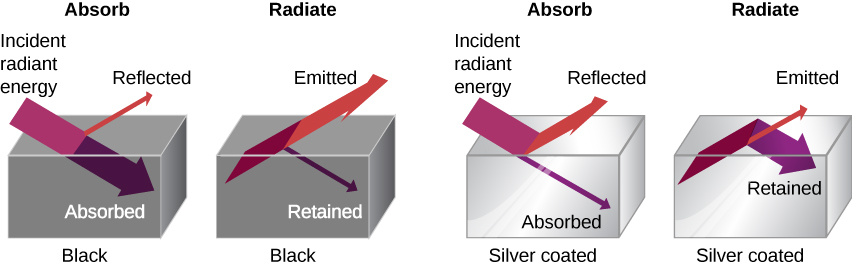 Absorb
Radiate
Absorb
Radiate
Incident
radiant
energy
Reflected
Emitted
Incident
radiant
energy
Reflected
Emitted
Absorbed
Retained
Absorbed
Retained
Black
Black
Silver coated
Silver coated